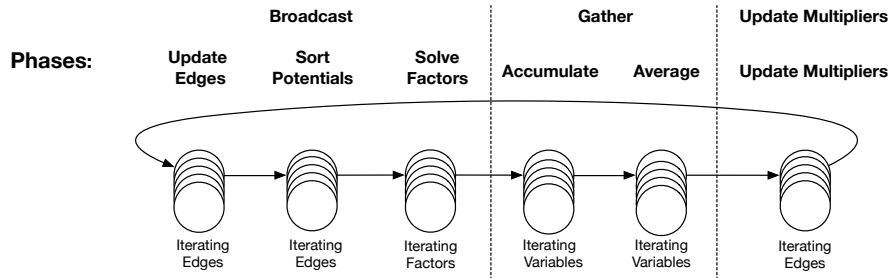 Broadcast Gather Update Multipliers
Phases: Update Edges Sort Potentials Solve Factors Accumulate Average Update Multipliers
Iterating Edges Iterating Edges Iterating Factors Iterating Variables Iterating Variables Iterating Edges